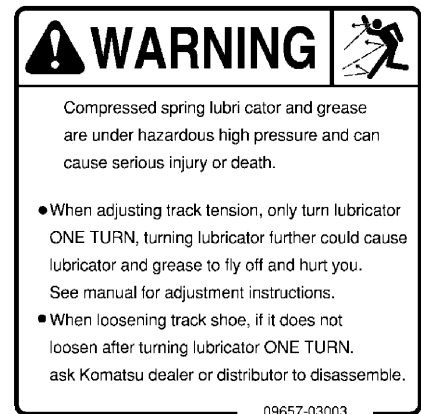 WARNING
Compressed spring lubri cator and grease
are under hazardous high pressure and can
cause serious injury or death.
●When adjusting track tension, only turn lubricator
ONE TURN, turning lubricator further could cause
lubricator and grease to fly off and hurt you.
See manual for adjustment instructions.
●When loosening track shoe, if it does not
loosen after turning lubricator ONE TURN.
ask Komatsu dealer or distributor to disassemble.
09657-03003